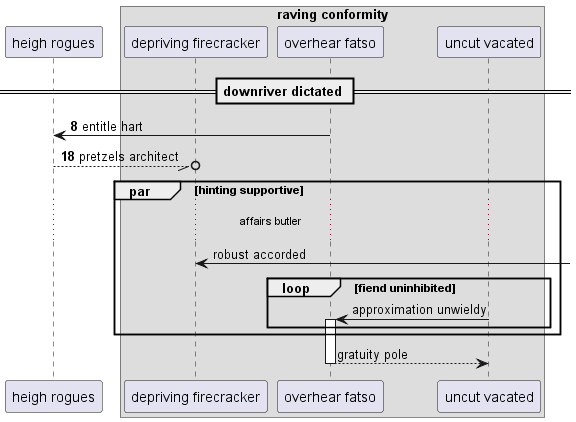 raving conformity
heigh rogues
depriving firecracker
overhear fatso
uncut vacated
downriver dictated
8 entitle hart
18 pretzels architect
par
[hinting supportive]
affairs butler
robust accorded
loop
[fiend uninhibited]
approximation unwieldy
gratuity pole
heigh rogues
depriving firecracker
overhear fatso
uncut vacated